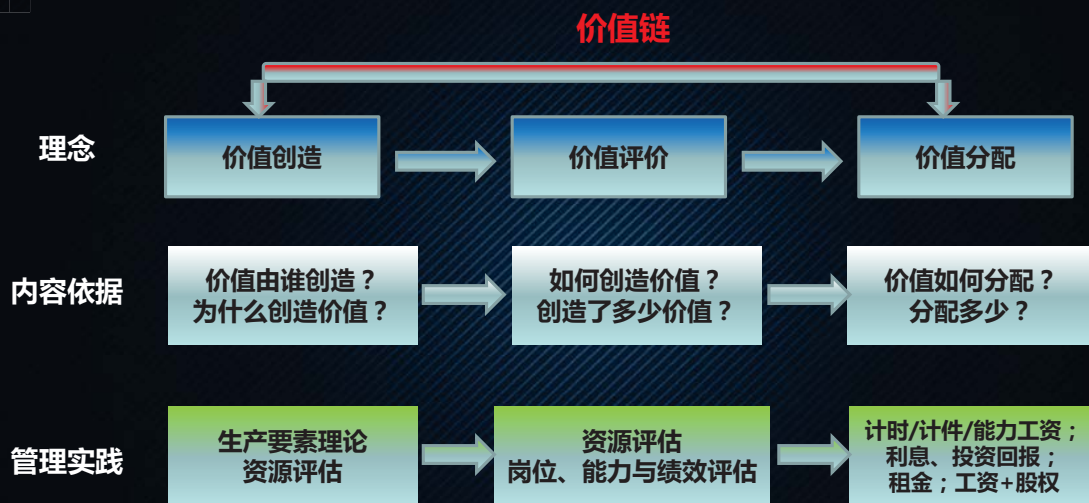 价值链
理念
价值创造
价值评价
价值分配
内容依据
价值由谁创造？
为什么创造价值？
如何创造价值？
创造了多少价值？
价值如何分配？
分配多少？
管理实践
生产要素理论
资源评估
资源评估
岗位、能力与绩效评估
计时/计件/能力工资；
利息、投资回报；
租金；工资+股权